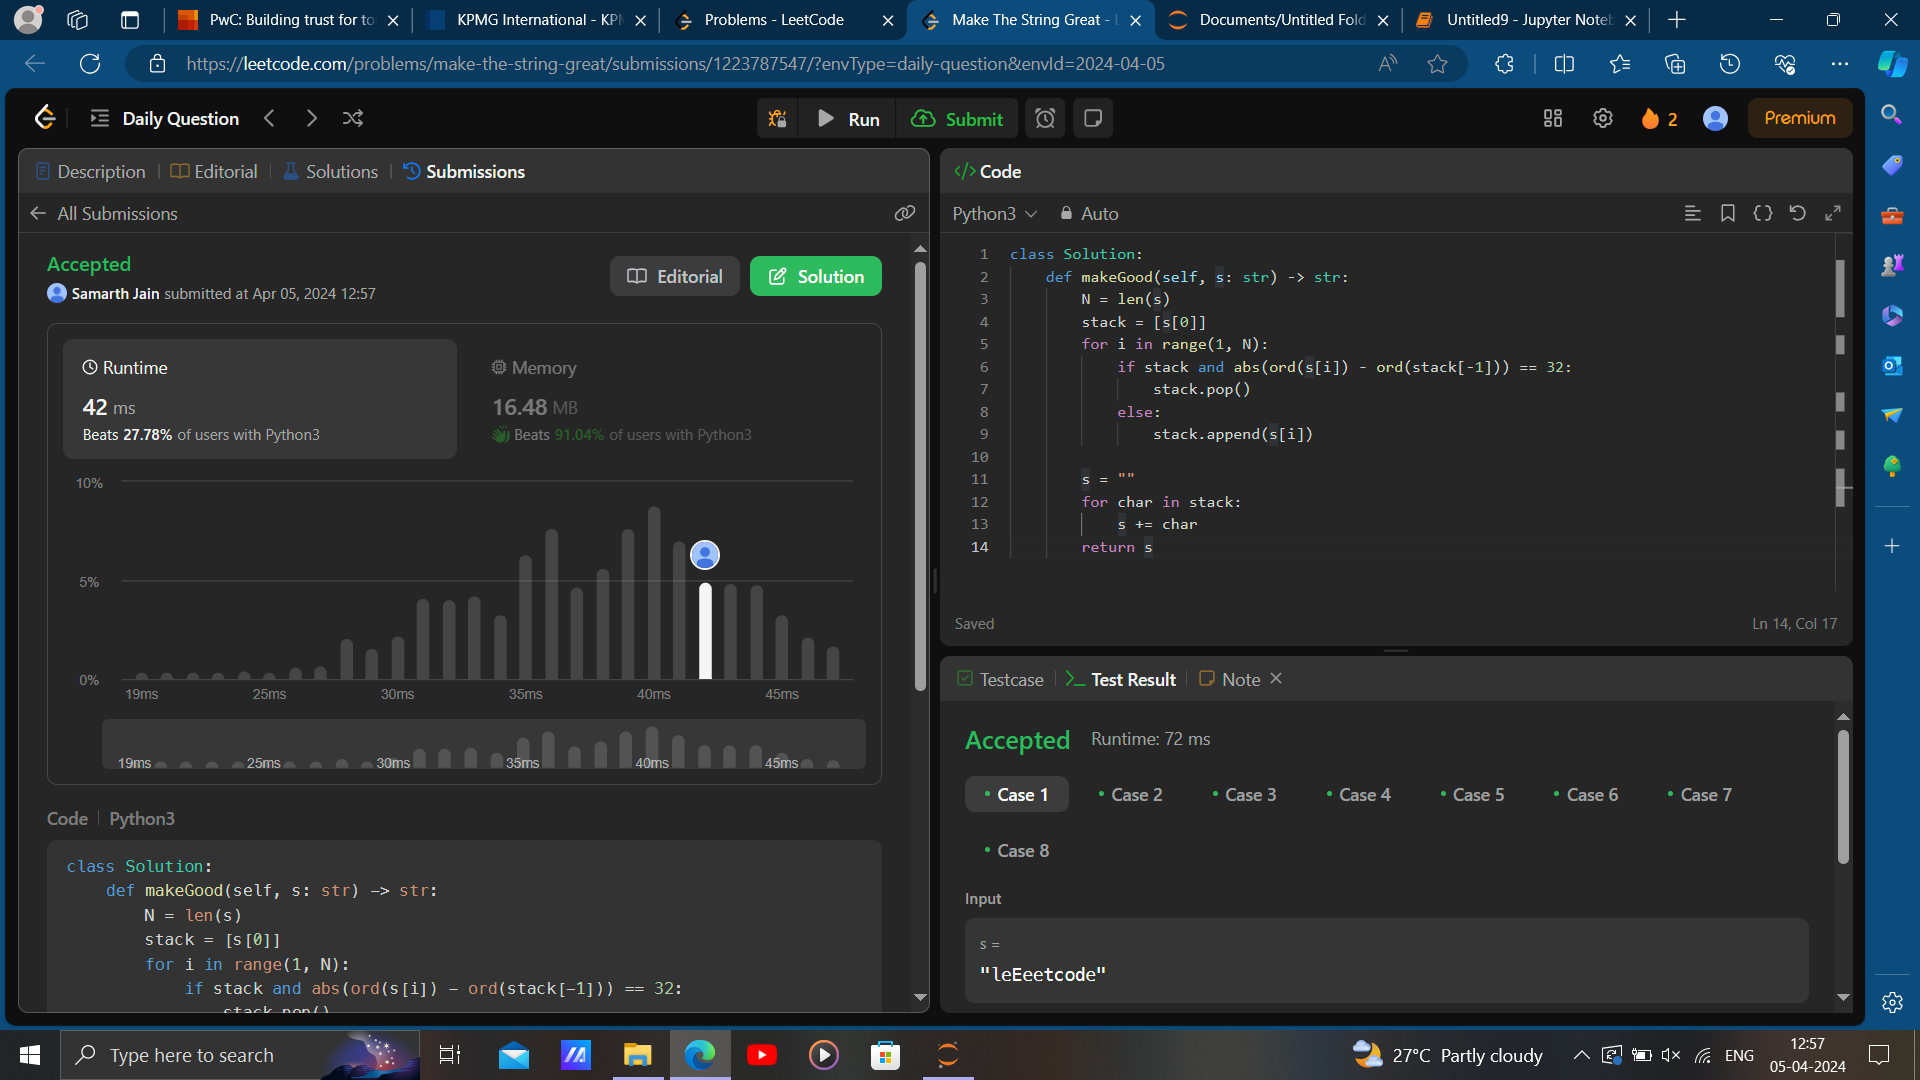 PwC: Building trust for to
KPMG International - KPM
Problems - LeetCode
Make The String Great - L
Documents/Untitled Fold
Untitled9 - Jupyter Noteb
https://leetcode.com/problems/make-the-string-great/submissions/1223787547/?envType=daily-question&envId=2024-04-05
Daily Question
Run
Submit
2
Premium
Description
Editorial
Solutions
Submissions
All Submissions
Accepted
Samarth Jain submitted at Apr 05, 2024 12:57
Editorial
Solution
Runtime
42 ms
Beats 27.78% of users with Python3
Memory
16.48 MB
Beats 91.04% of users with Python3
10%
5%
0%
19ms 25ms 30ms 35ms 40ms 45ms
19ms 25ms 30ms 35ms 40ms 45ms
Code Python3
class Solution:
def makeGood(self, s: str) -> str:
N = len(s)
stack = [s[0]]
for i in range(1, N):
if stack and abs(ord(s[i]) - ord(stack[-1])) == 32:
stack.pop()
Code
Python3
Auto
1 class Solution:
2 def makeGood(self, s: str) -> str:
3 N = len(s)
4 stack = [s[0]]
5 for i in range(1, N):
6 if stack and abs(ord(s[i]) - ord(stack[-1])) == 32:
7 stack.pop()
8 else:
9 stack.append(s[i])
10
11 s = ""
12 for char in stack:
13 s += char
14 return s
Saved
Ln 14, Col 17
Testcase
Test Result
Note
Accepted Runtime: 72 ms
Case 1 Case 2 Case 3 Case 4 Case 5 Case 6 Case 7
Case 8
Input
s =
"leEeetcode"
Type here to search
27°C Partly cloudy
ENG
12:57
05-04-2024